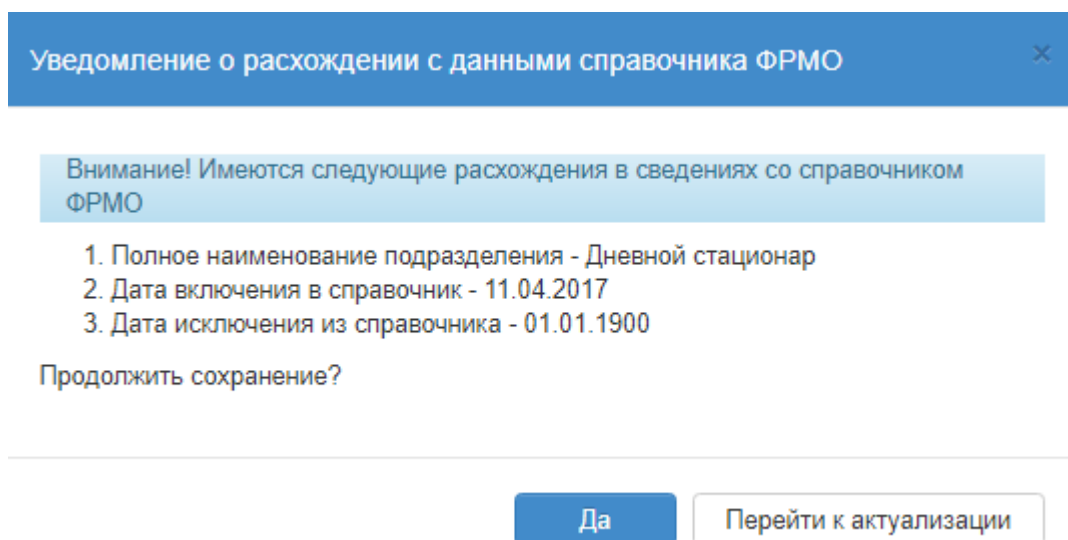 Уведомление о расхождении с данными справочника ФРМО ×
Внимание! Имеются следующие расхождения в сведениях со справочником
ФРМО
1. Полное наименование подразделения - Дневной стационар
2. Дата включения в справочник - 11.04.2017
3. Дата исключения из справочника - 01.01.1900
Продолжить сохранение?
Да Перейти к актуализации